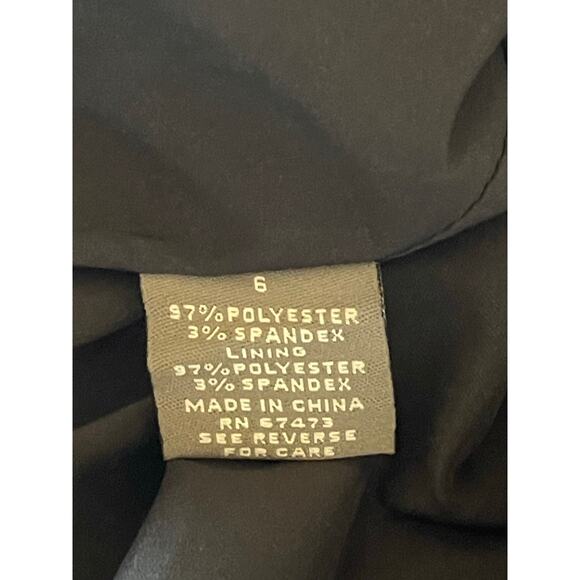 6
97% POLYESTER
3% SPANDEX
LINING
97% POLYESTER
3% SPANDEX
MADE IN CHINA
RN 67473
SEE REVERSE
FOR CARE